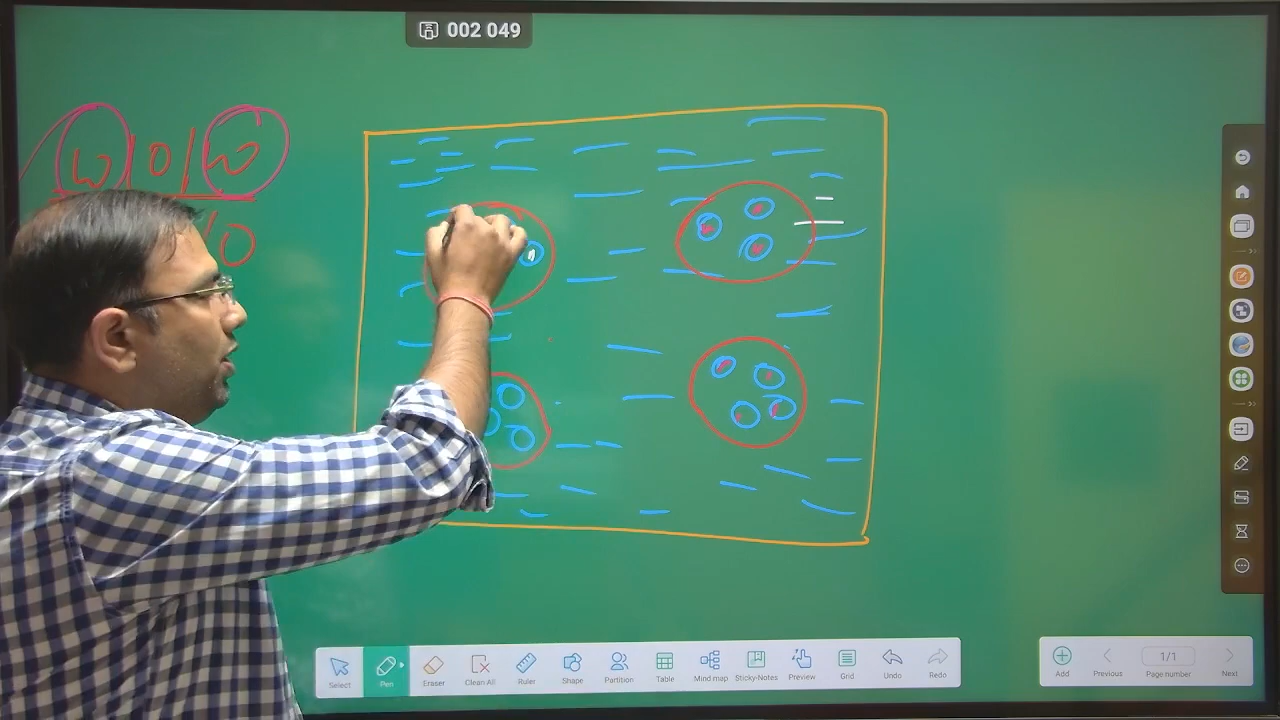 002 049
W/O/W
/O
Select
Pen
Eraser
Clean All
Ruler
Shape
Partition
Table
Mind map
Sticky-Notes
Preview
Grid
Undo
Redo
Add
Previous
1/1
Page number
Next